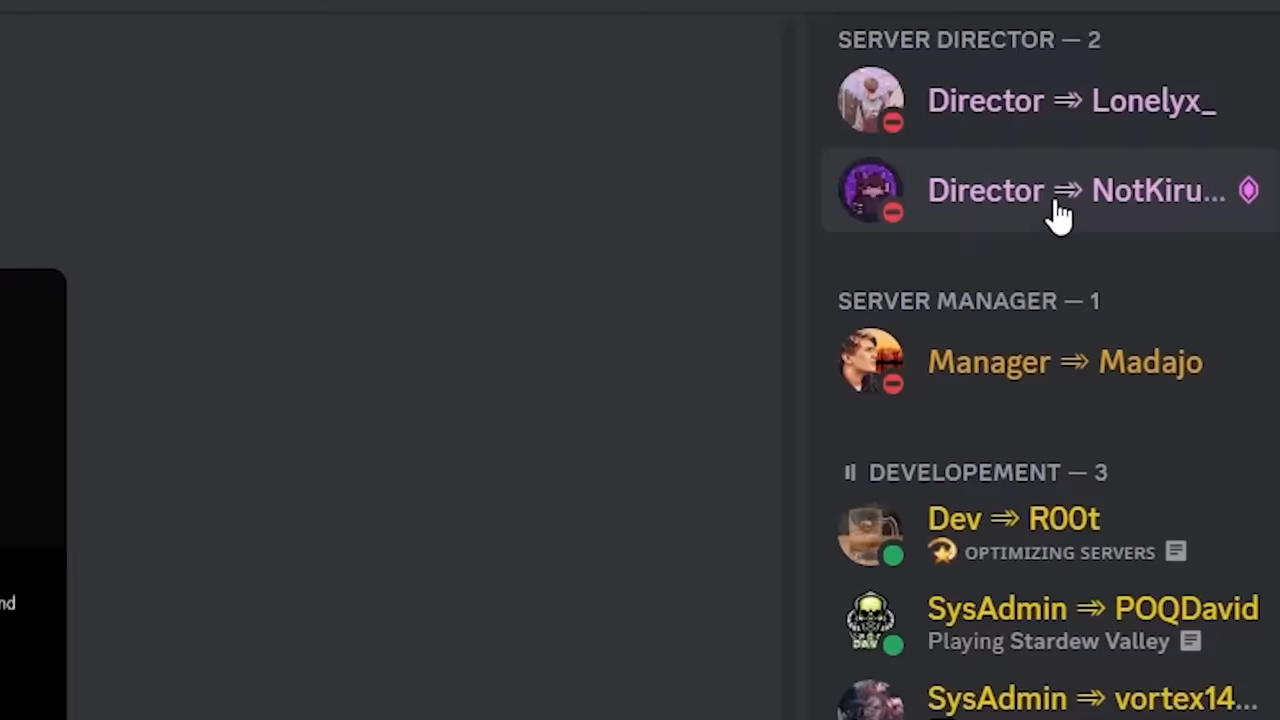 SERVER DIRECTOR — 2
Director ⇒ Lonelyx_
Director ⇒ NotKiru...
SERVER MANAGER — 1
Manager ⇒ Madajo
DEVELOPEMENT — 3
Dev ⇒ R00t
OPTIMIZING SERVERS
nd
SysAdmin ⇒ POQDavid
Playing Stardew Valley
SysAdmin ⇒ vortex14...